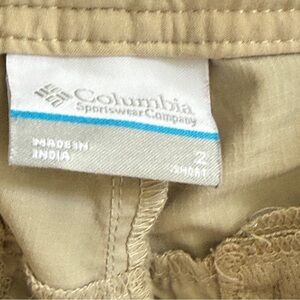 Columbia
Sportswear Company
MADE IN
INDIA
2
SHORT